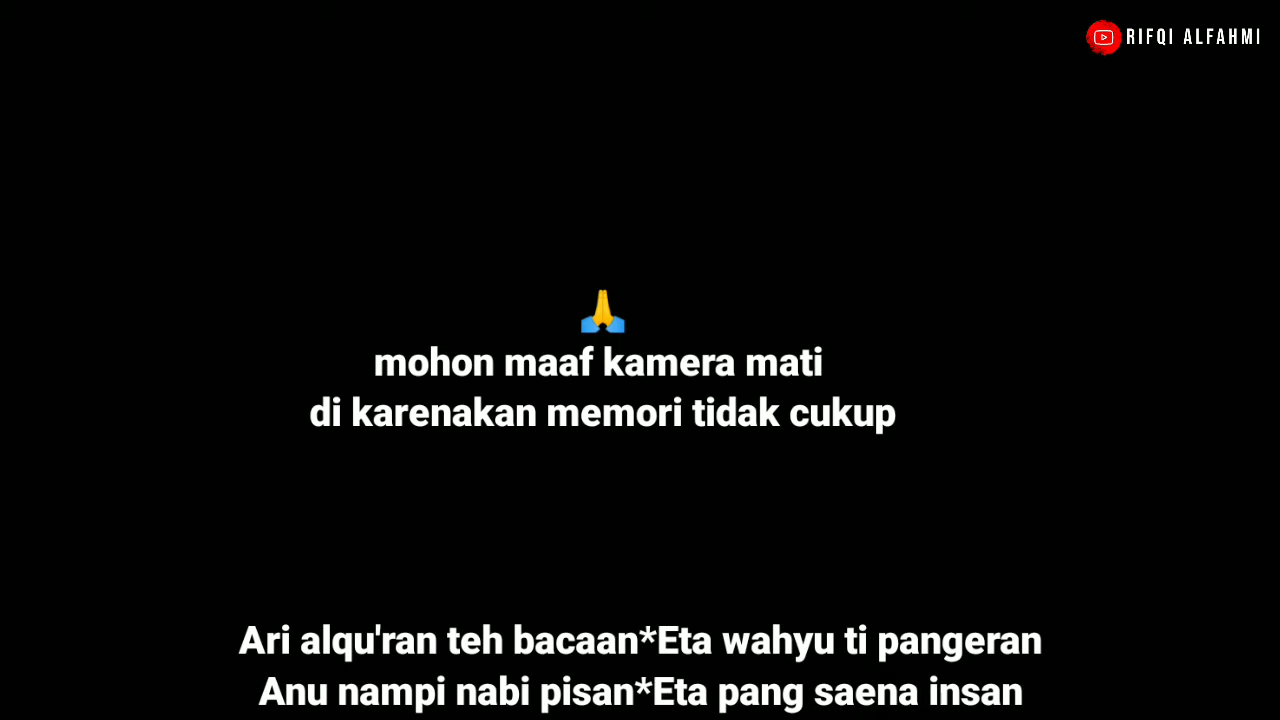 RIFQI ALFAHMI
🙏
mohon maaf kamera mati
di karenakan memori tidak cukup
Ari alqu'ran teh bacaan*Eta wahyu ti pangeran
Anu nampi nabi pisan*Eta pang saena insan